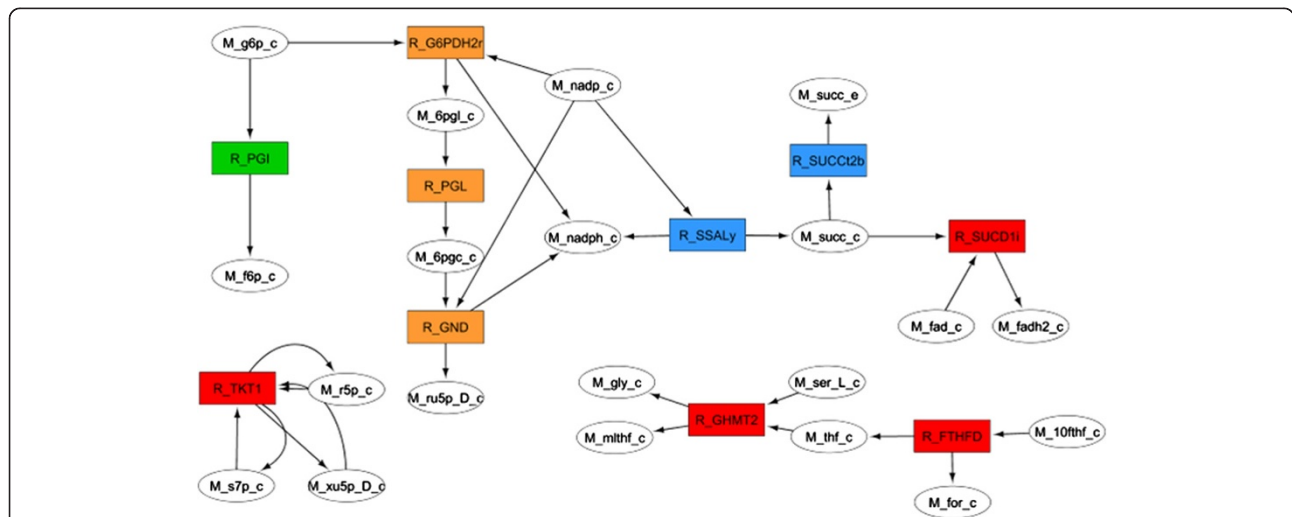 M_g6p_c
R_G6PDH2r
M_nadp_c
M_succ_e
M_6pgl_c
R_PGI
R_SUCCt2b
R_PGL
M_nadph_c
R_SSALy
M_succ_c
R_SUCD1i
M_6pgc_c
M_f6p_c
R_GND
M_fad_c
M_fadh2_c
R_TKT1
M_r5p_c
M_ru5p_D_c
M_gly_c
M_ser_L_c
R_GHMT2
M_mlthf_c
M_thf_c
R_FTHFD
M_10fthf_c
M_s7p_c
M_xu5p_D_c
M_for_c